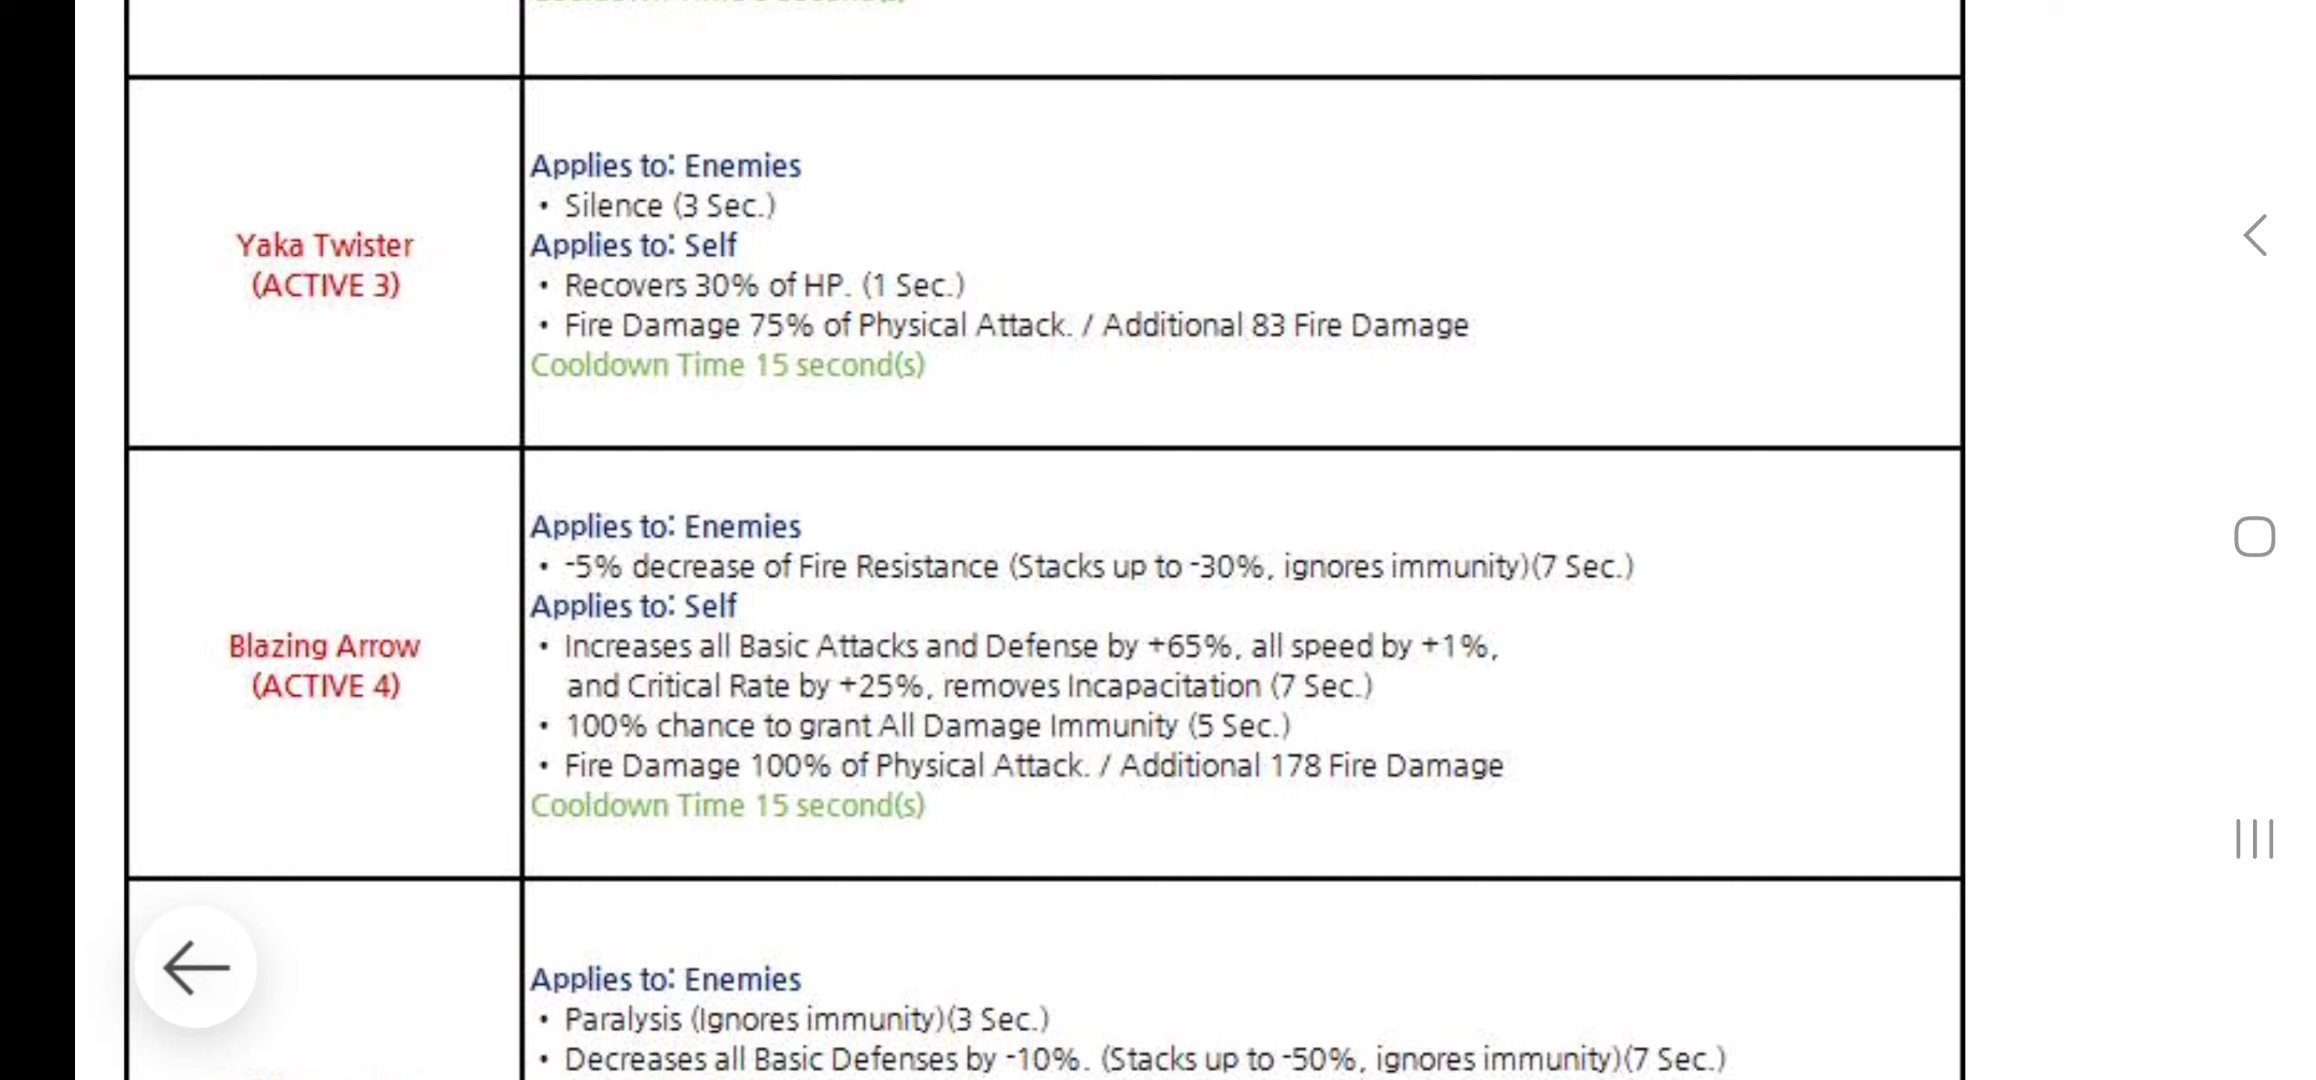 Applies to: Enemies
• Silence (3 Sec.)
Applies to: Self
• Recovers 30% of HP. (1 Sec.)
• Fire Damage 75% of Physical Attack. / Additional 83 Fire Damage
Cooldown Time 15 second(s)
Yaka Twister
(ACTIVE 3)
Applies to: Enemies
• -5% decrease of Fire Resistance (Stacks up to -30%, ignores immunity)(7 Sec.)
Applies to: Self
• Increases all Basic Attacks and Defense by +65%, all speed by +1%,
and Critical Rate by +25%, removes Incapacitation (7 Sec.)
• 100% chance to grant All Damage Immunity (5 Sec.)
• Fire Damage 100% of Physical Attack. / Additional 178 Fire Damage
Cooldown Time 15 second(s)
Blazing Arrow
(ACTIVE 4)
Applies to: Enemies
• Paralysis (Ignores immunity)(3 Sec.)
• Decreases all Basic Defenses by -10%. (Stacks up to -50%, ignores immunity)(7 Sec.)